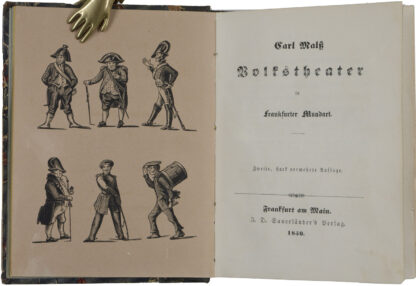 Carl Malß
Volkstheater
in
Frankfurter Mundart.
Zweite, stark vermehrte Auflage.
Frankfurt am Main.
J. D. Sauerländer's Verlag.
1850.